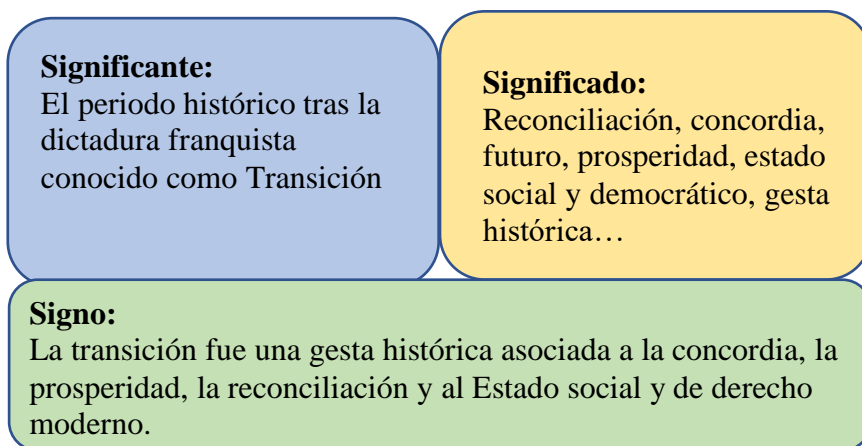 Significante:
El periodo histórico tras la
dictadura franquista
conocido como Transición
Significado:
Reconciliación, concordia,
futuro, prosperidad, estado
social y democrático, gesta
histórica…
Signo:
La transición fue una gesta histórica asociada a la concordia, la
prosperidad, la reconciliación y al Estado social y de derecho
moderno.